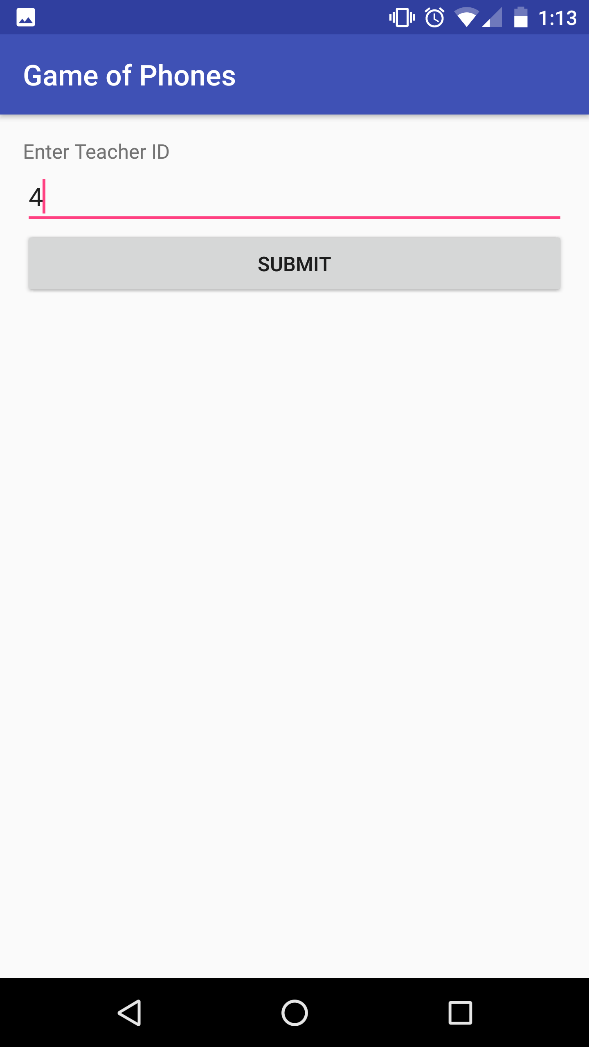 1:13
Game of Phones
Enter Teacher ID
4
SUBMIT